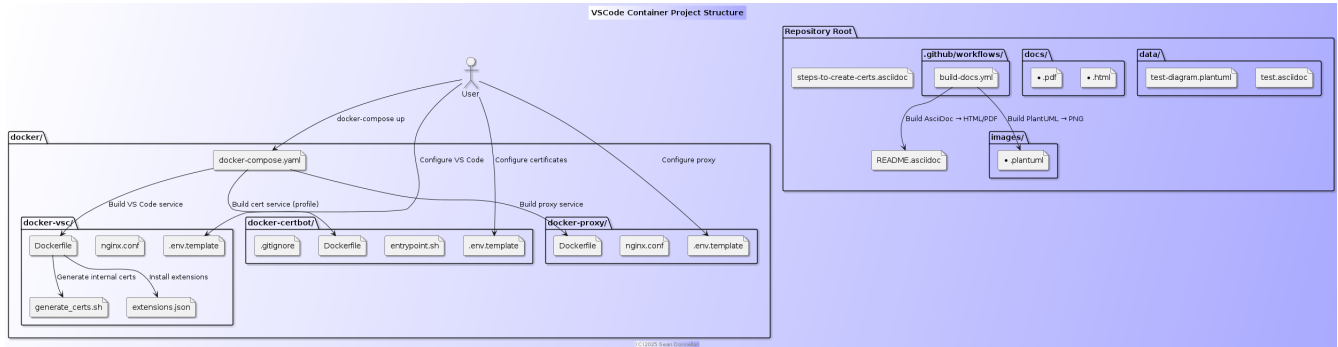 VSCode Container Project Structure
Repository Root
.github/workflows/
docs/
data/
steps-to-create-certs.asciidoc
build-docs.yml
• .pdf
• .html
test-diagram.plantuml
test.asciidoc
User
Build AsciiDoc → HTML/PDF
Build PlantUML → PNG
images/
README.asciidoc
• .plantuml
docker-compose up
docker/
docker-compose.yaml
Configure VS Code
Configure certificates
Configure proxy
Build VS Code service
Build cert service (profile)
Build proxy service
docker-vsc/
docker-certbot/
docker-proxy/
Dockerfile
nginx.conf
.env.template
.gitignore
Dockerfile
entrypoint.sh
.env.template
Dockerfile
nginx.conf
.env.template
Generate internal certs
Install extensions
generate_certs.sh
extensions.json
(C)2025 Sean Donnellan